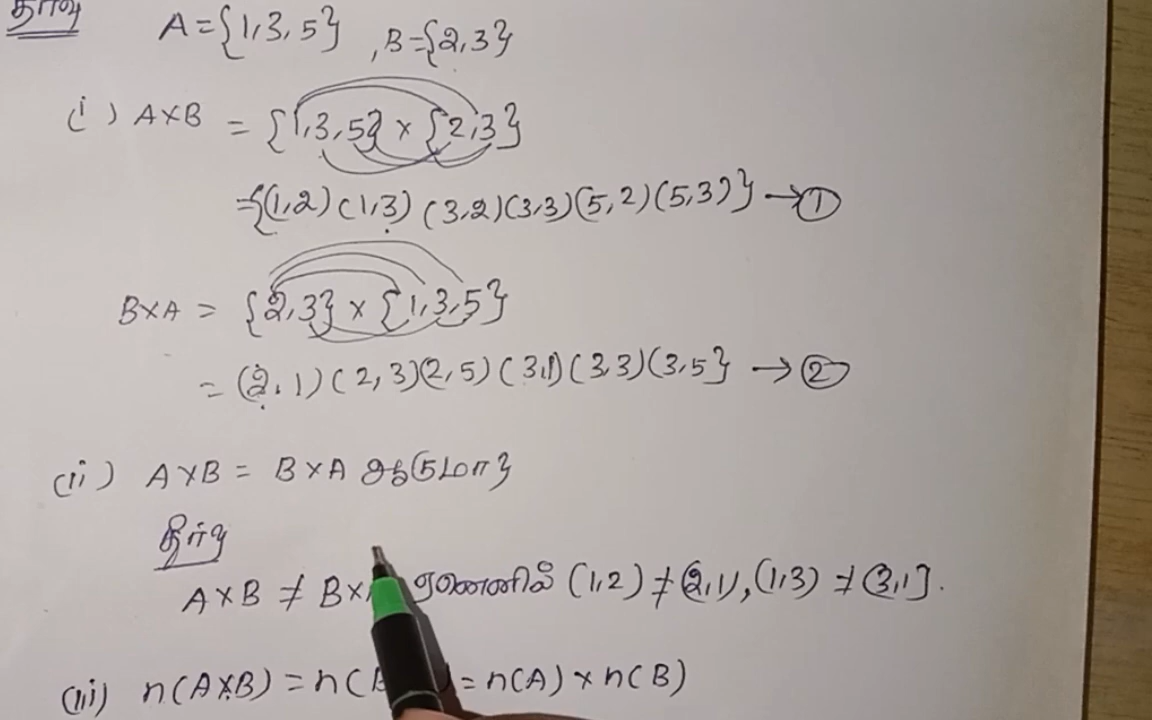 தீர்வு A={1,3,5} , B={2,3}
(i) A×B = {1,3,5} × {2,3}
={(1,2) (1,3) (3,2)(3,3)(5,2)(5,3)} → ①
B×A = {2,3} × {1,3,5}
= (2,1) (2,3)(2,5) (3,1) (3,3)(3,5} → ②
(ii) A×B = B×A ஆகுமா?
தீர்வு
A×B ≠ B× ஏனெனில் (1,2) ≠ (2,1), (1,3) ≠ (3,1].
(iii) n(A×B) = n( ) = n(A) × n(B)